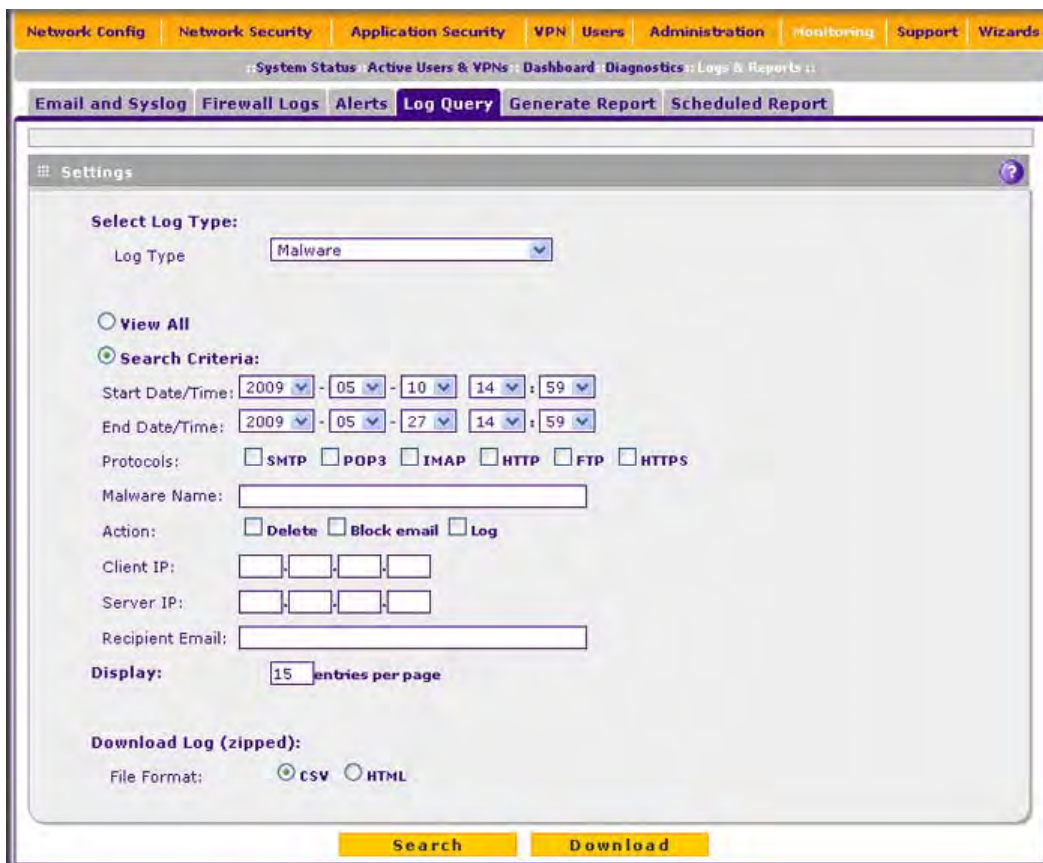 Network Config Network Security Application Security VPN Users Administration Monitoring Support Wizards
:: System Status :: Active Users & VPNs :: Dashboard :: Diagnostics :: Logs & Reports ::
Email and Syslog Firewall Logs Alerts Log Query Generate Report Scheduled Report
Settings ?
Select Log Type:
Log Type Malware
View All
Search Criteria:
Start Date/Time: 2009 - 05 - 10 14 : 59
End Date/Time: 2009 - 05 - 27 14 : 59
Protocols: SMTP POP3 IMAP HTTP FTP HTTPS
Malware Name:
Action: Delete Block email Log
Client IP: . . .
Server IP: . . .
Recipient Email:
Display: 15 entries per page
Download Log (zipped):
File Format: CSV HTML
Search Download